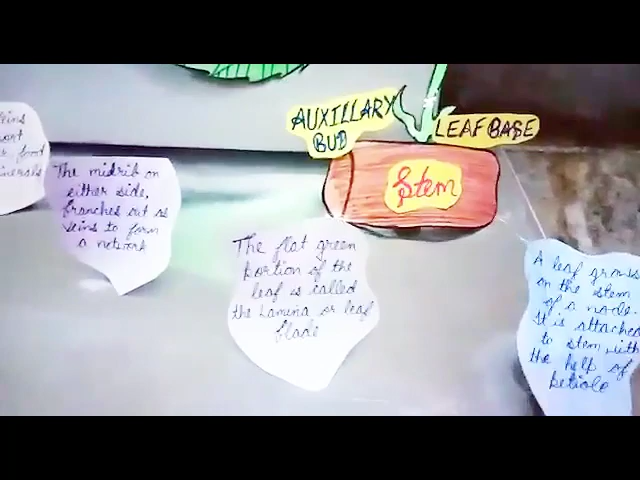 AUXILLARY
BUD
LEAF BASE
Stem
The midrib on
either side,
branches out as
veins to form
a network
The flat green
portion of the
leaf is called
the Lamina or leaf
blade
A leaf grows
on the stem
of a node.
It is attached
to stem with
the help of
petiole